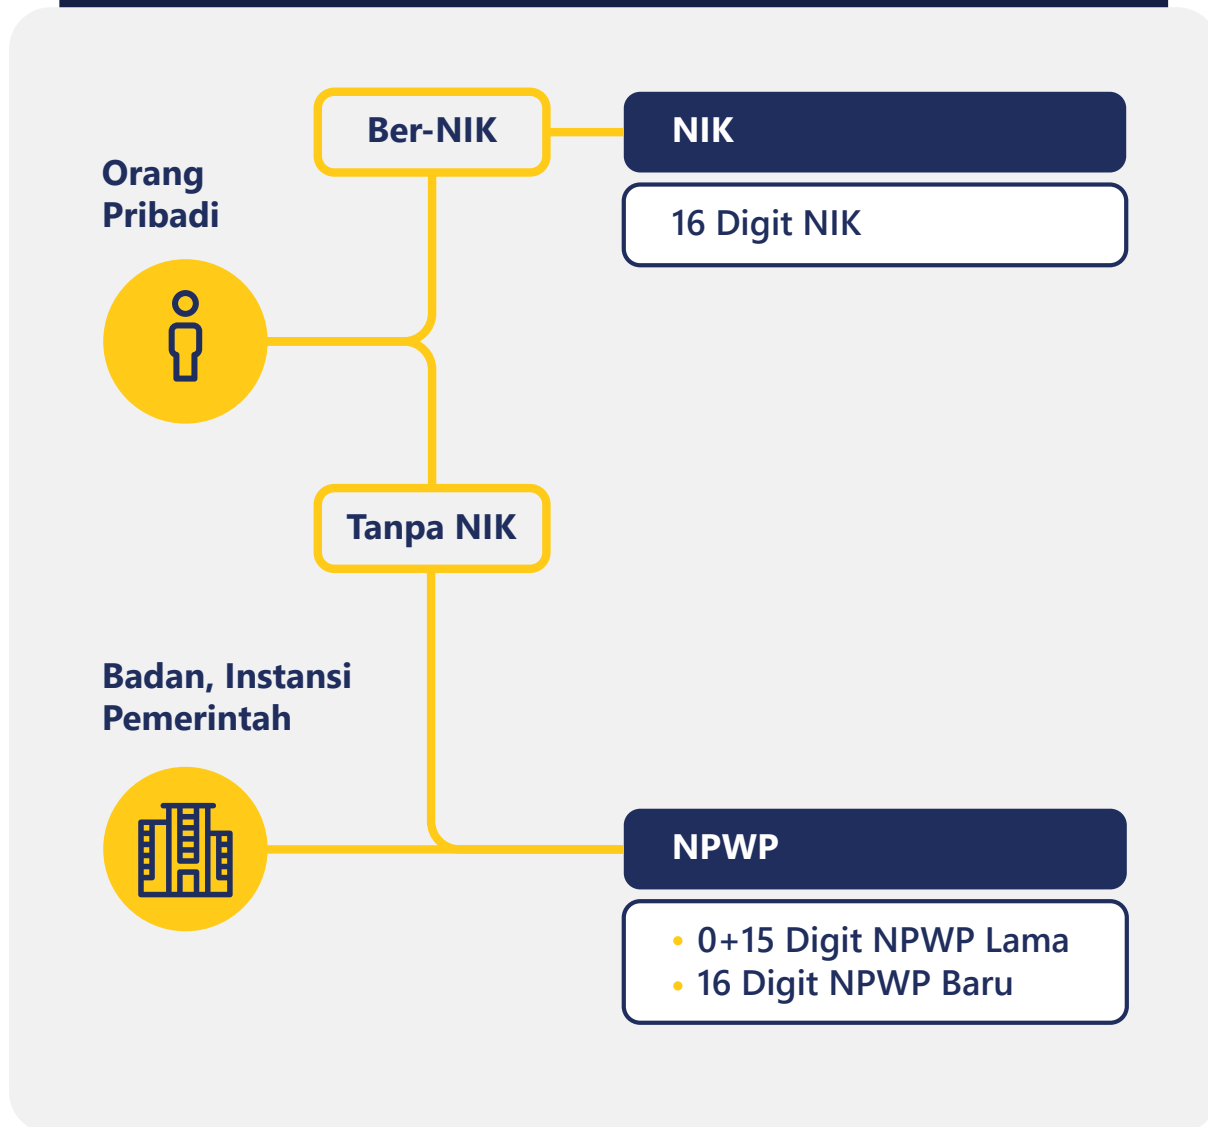 Ber-NIK
NIK
Orang
Pribadi
16 Digit NIK
Tanpa NIK
Badan, Instansi
Pemerintah
NPWP
• 0+15 Digit NPWP Lama
• 16 Digit NPWP Baru